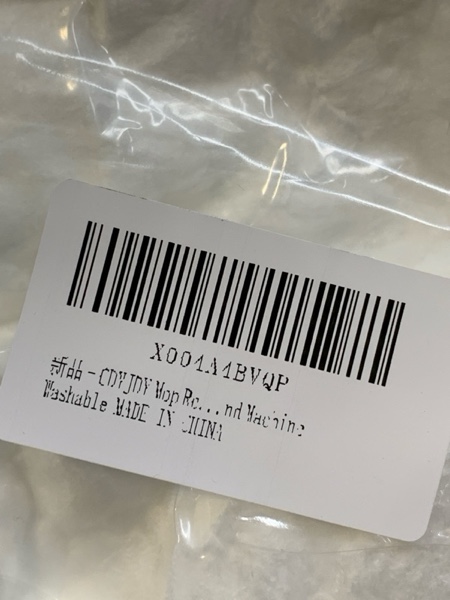 X001A1BVQP
新品 - CDYJDY Mop Re...nd Machine
Washable MADE IN CHINA